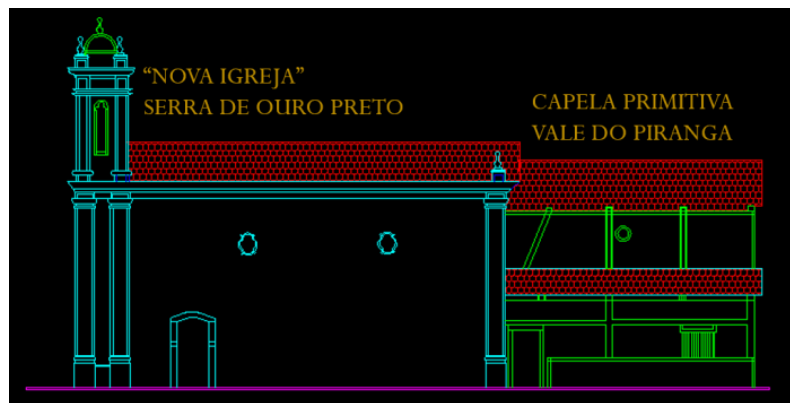 “NOVA IGREJA”
SERRA DE OURO PRETO
CAPELA PRIMITIVA
VALE DO PIRANGA